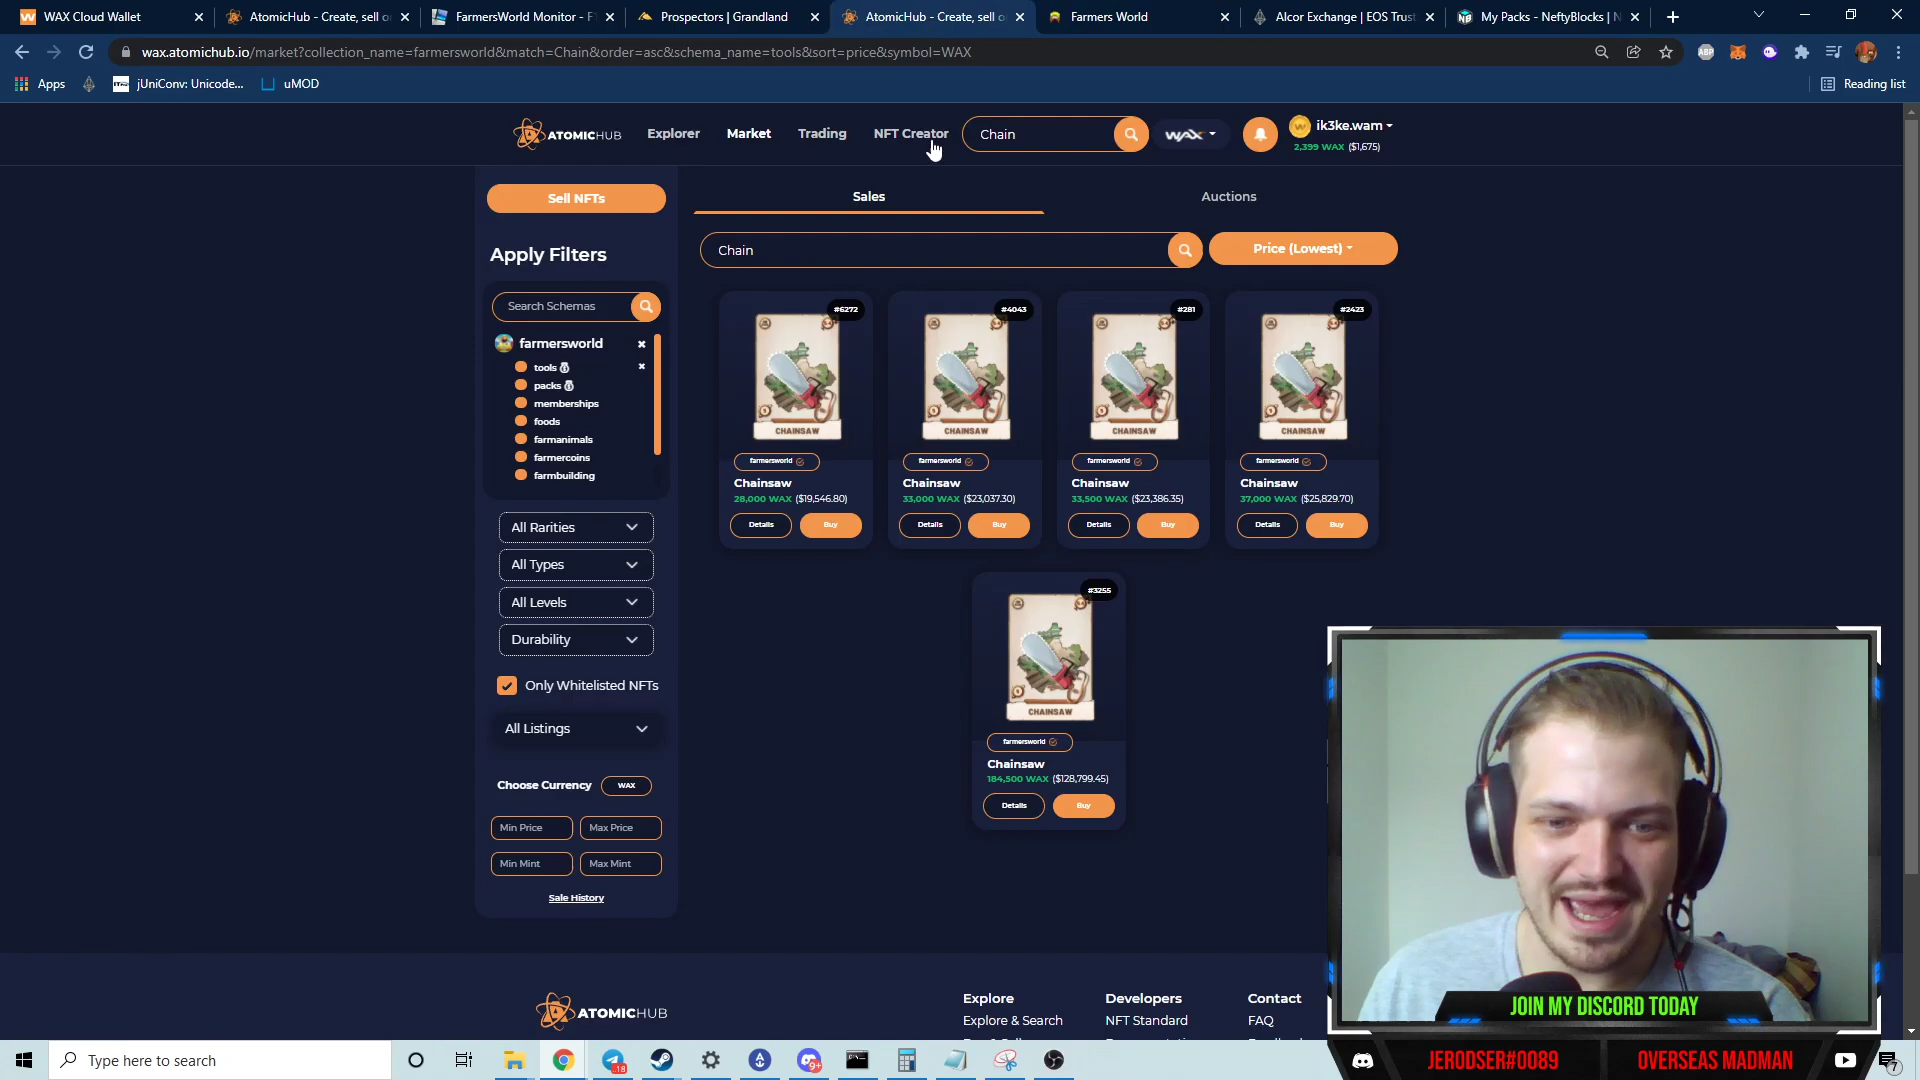 WAX Cloud Wallet
AtomicHub - Create, sell o
FarmersWorld Monitor - F
Prospectors | Grandland
AtomicHub - Create, sell o
Farmers World
Alcor Exchange | EOS Trust
My Packs - NeftyBlocks | N
wax.atomichub.io/market?collection_name=farmersworld&match=Chain&order=asc&schema_name=tools&sort=price&symbol=WAX
ABP
Apps
jUniConv: Unicode...
uMOD
Reading list
ATOMICHUB
Explorer
Market
Trading
NFT Creator
Chain
WAX
ik3ke.wam
2,399 WAX ($1,675)
Sell NFTs
Sales
Auctions
Apply Filters
Chain
Price (Lowest)
Search Schemas
farmersworld
tools
packs
memberships
foods
farmanimals
farmercoins
farmbuilding
All Rarities
All Types
All Levels
Durability
Only Whitelisted NFTs
All Listings
Choose Currency
WAX
Min Price
Max Price
Min Mint
Max Mint
Sale History
#6272
CHAINSAW
farmersworld
Chainsaw
28,000 WAX ($19,546.80)
Details
Buy
#4043
CHAINSAW
farmersworld
Chainsaw
33,000 WAX ($23,037.30)
Details
Buy
#281
CHAINSAW
farmersworld
Chainsaw
33,500 WAX ($23,386.35)
Details
Buy
#2423
CHAINSAW
farmersworld
Chainsaw
37,000 WAX ($25,829.70)
Details
Buy
#3255
CHAINSAW
farmersworld
Chainsaw
184,500 WAX ($128,799.45)
Details
Buy
ATOMICHUB
Explore
Explore & Search
Developers
NFT Standard
Contact
FAQ
JOIN MY DISCORD TODAY
JERODSER#0089
OVERSEAS MADMAN
Type here to search
.18
9+
7